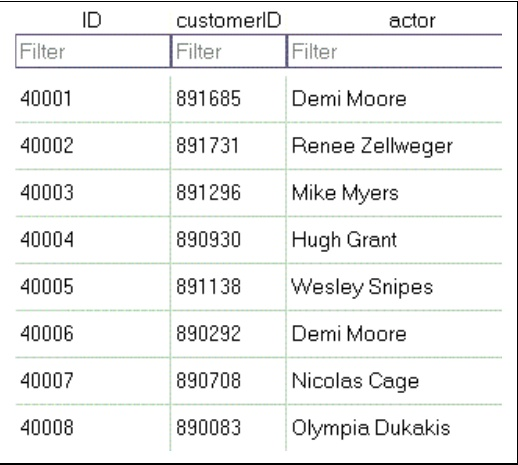 ID customerID actor
Filter Filter Filter
40001 891685 Demi Moore
40002 891731 Renee Zellweger
40003 891296 Mike Myers
40004 890930 Hugh Grant
40005 891138 Wesley Snipes
40006 890292 Demi Moore
40007 890708 Nicolas Cage
40008 890083 Olympia Dukakis